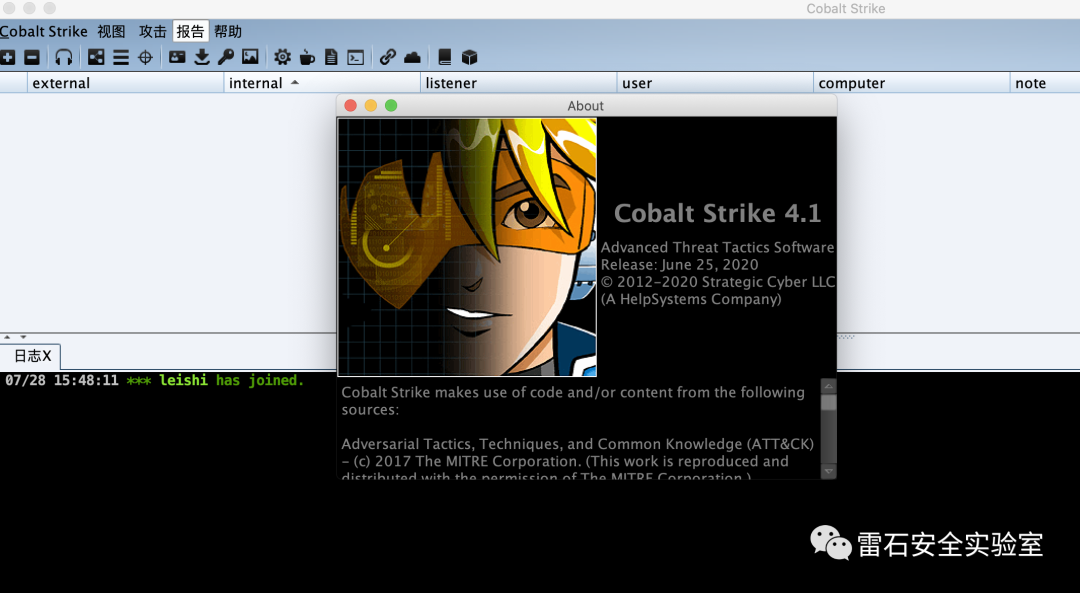 Cobalt Strike
Cobalt Strike 视图 攻击 报告 帮助
external internal listener user computer note
About
Cobalt Strike 4.1
Advanced Threat Tactics Software
Release: June 25, 2020
© 2012-2020 Strategic Cyber LLC
(A HelpSystems Company)
日志X
07/28 15:48:11 *** leishi has joined.
Cobalt Strike makes use of code and/or content from the following
sources:
Adversarial Tactics, Techniques, and Common Knowledge (ATT&CK)
- (c) 2017 The MITRE Corporation. (This work is reproduced and
distributed with the permission of The MITRE Corporation.)
雷石安全实验室